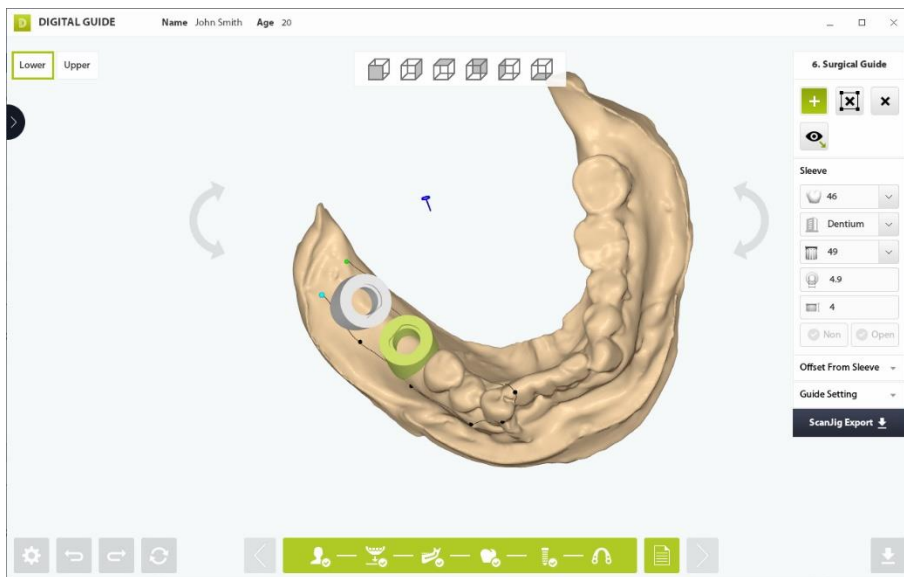 D DIGITAL GUIDE Name John Smith Age 20
Lower Upper
6. Surgical Guide
Sleeve
46
Dentium
49
4.9
4
Non Open
Offset From Sleeve
Guide Setting
ScanJig Export